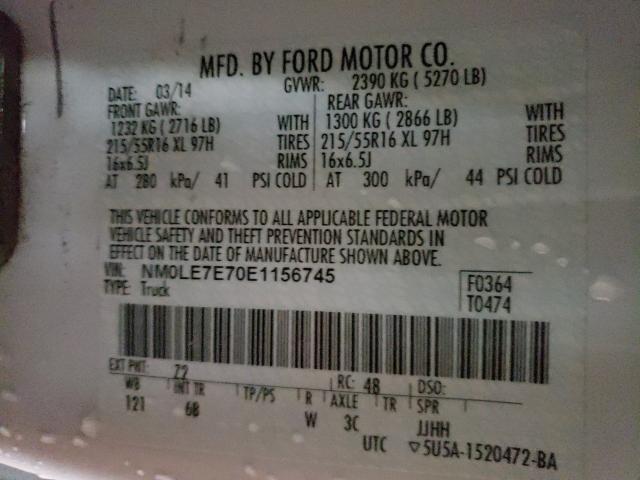 MFD. BY FORD MOTOR CO.
DATE: 03/14 GVWR: 2390 KG ( 5270 LB)
FRONT GAWR: REAR GAWR:
1232 KG ( 2716 LB) WITH 1300 KG ( 2866 LB) WITH
215/55R16 XL 97H TIRES 215/55R16 XL 97H TIRES
16x6.5J RIMS 16x6.5J RIMS
AT 280 kPa/ 41 PSI COLD AT 300 kPa/ 44 PSI COLD
THIS VEHICLE CONFORMS TO ALL APPLICABLE FEDERAL MOTOR
VEHICLE SAFETY AND THEFT PREVENTION STANDARDS IN
EFFECT ON THE DATE OF MANUFACTURE SHOWN ABOVE.
VIN: NM0LE7E70E1156745 F0364
TYPE: Truck T0474
EXT PNT: Z2 RC: 48 DSO:
WB INT TR TP/PS R AXLE TR SPR
121 6B W 3C JJHH
UTC ▽5U5A-1520472-BA